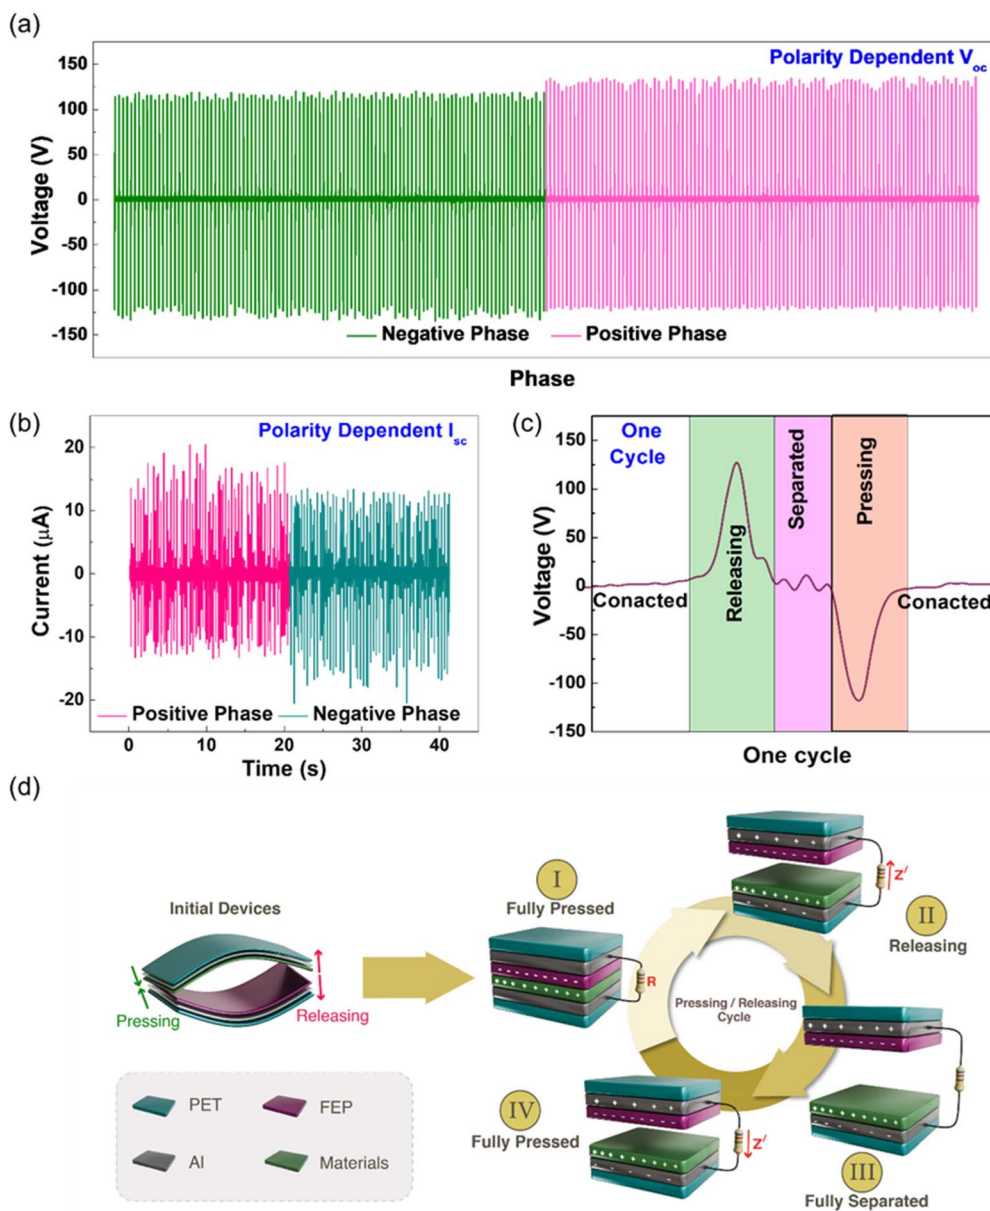 (a)
Polarity Dependent Voc
150
100
50
0
-50
-100
-150
Voltage (V)
Negative Phase
Positive Phase
Phase
(b)
Polarity Dependent Isc
20
10
0
-10
-20
Current (μA)
Positive Phase
Negative Phase
0
10
20
30
40
Time (s)
(c)
One
Cycle
150
100
50
0
-50
-100
-150
Voltage (V)
Conacted
Releasing
Separated
Pressing
Conacted
One cycle
(d)
Initial Devices
Pressing
Releasing
I
Fully Pressed
R
II
Releasing
Z′
Pressing / Releasing
Cycle
III
Fully Separated
IV
Fully Pressed
Z′
PET
FEP
Al
Materials